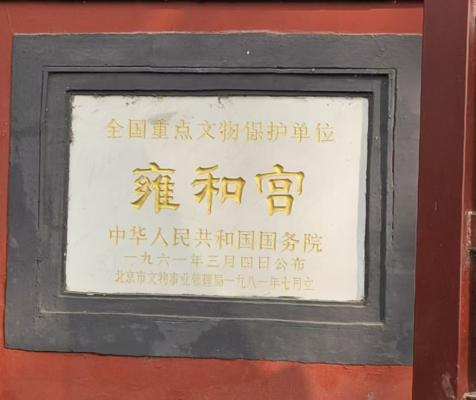 全国重点文物保护单位
雍和宫
中华人民共和国国务院
一九六一年三月四日公布
北京市文物事业管理局一九八一年七月立